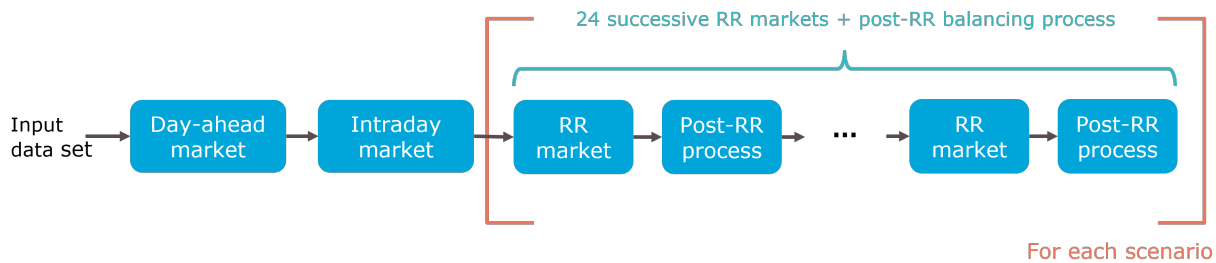 24 successive RR markets + post-RR balancing process
Input
data set
Day-ahead
market
Intraday
market
RR
market
Post-RR
process
...
RR
market
Post-RR
process
For each scenario